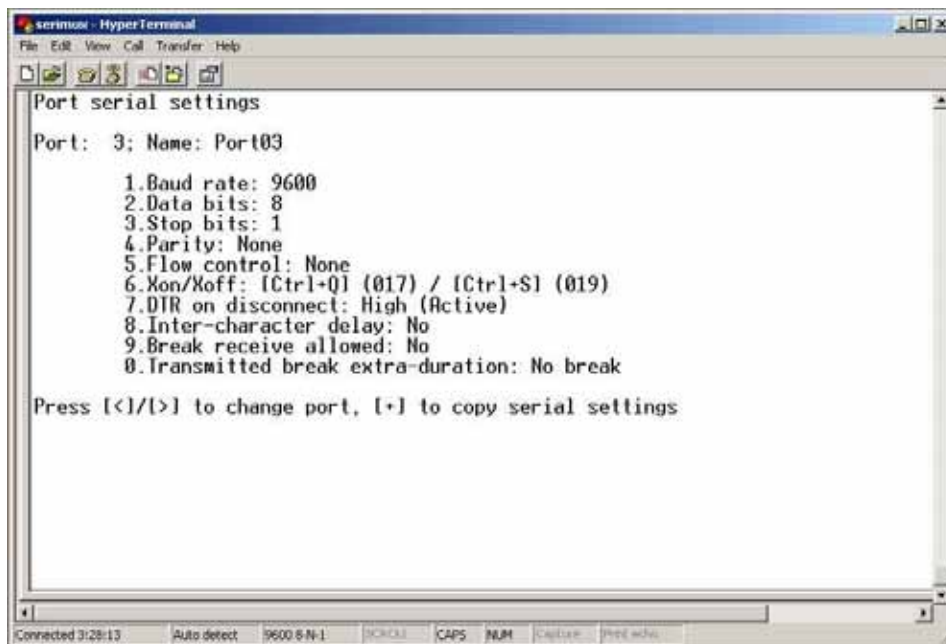 serimux - HyperTerminal
File Edit View Call Transfer Help
Port serial settings
Port: 3; Name: Port03
1.Baud rate: 9600
2.Data bits: 8
3.Stop bits: 1
4.Parity: None
5.Flow control: None
6.Xon/Xoff: [Ctrl+Q] (017) / [Ctrl+S] (019)
7.DTR on disconnect: High (Active)
8.Inter-character delay: No
9.Break receive allowed: No
0.Transmitted break extra-duration: No break
Press [<]/[>] to change port, [+] to copy serial settings
Connected 3:28:13 Auto detect 9600 8-N-1 SCROLL CAPS NUM Capture Print echo